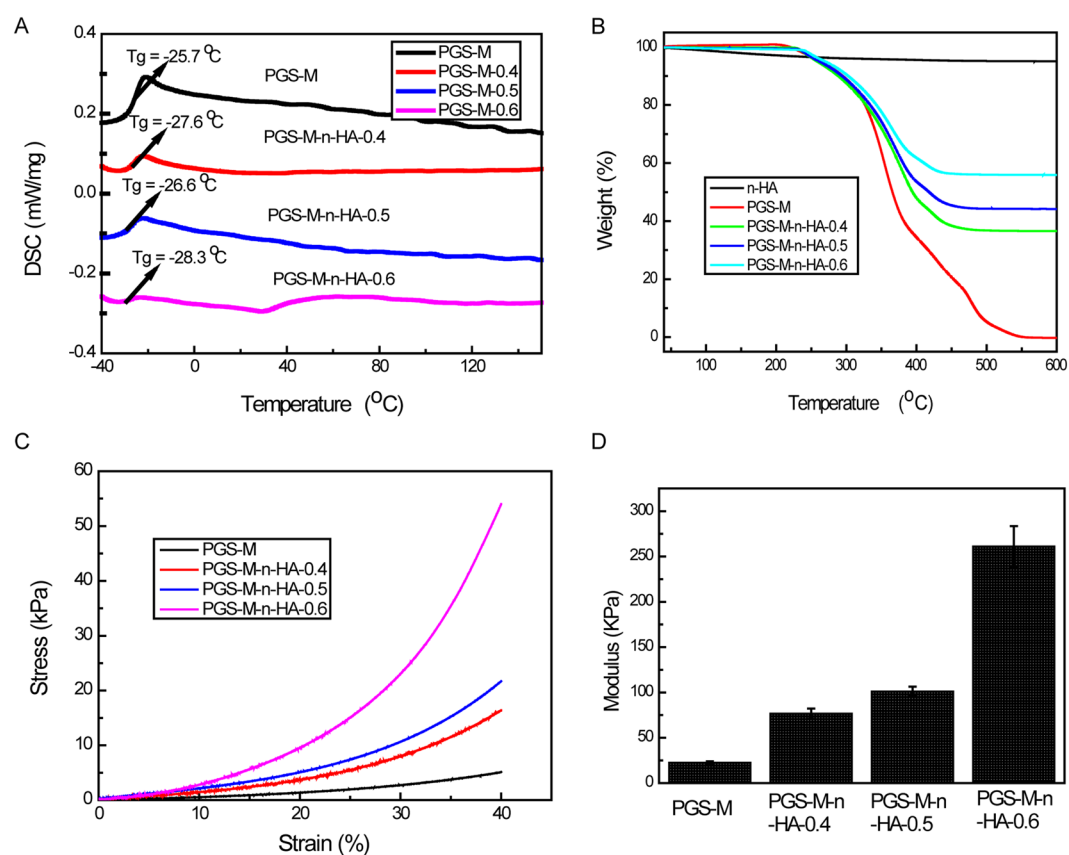 A
0.4
0.2
0.0
-0.2
-0.4
DSC (mW/mg)
-40
0
40
80
120
Temperature (°C)
Tg = -25.7 °C
PGS-M
Tg = -27.6 °C
PGS-M-n-HA-0.4
Tg = -26.6 °C
PGS-M-n-HA-0.5
Tg = -28.3 °C
PGS-M-n-HA-0.6
PGS-M
PGS-M-0.4
PGS-M-0.5
PGS-M-0.6
B
100
80
60
40
20
0
Weight (%)
100
200
300
400
500
600
Temperature (°C)
n-HA
PGS-M
PGS-M-n-HA-0.4
PGS-M-n-HA-0.5
PGS-M-n-HA-0.6
C
60
50
40
30
20
10
0
Stress (kPa)
0
10
20
30
40
Strain (%)
PGS-M
PGS-M-n-HA-0.4
PGS-M-n-HA-0.5
PGS-M-n-HA-0.6
D
300
250
200
150
100
50
0
Modulus (KPa)
PGS-M
PGS-M-n
-HA-0.4
PGS-M-n
-HA-0.5
PGS-M-n
-HA-0.6